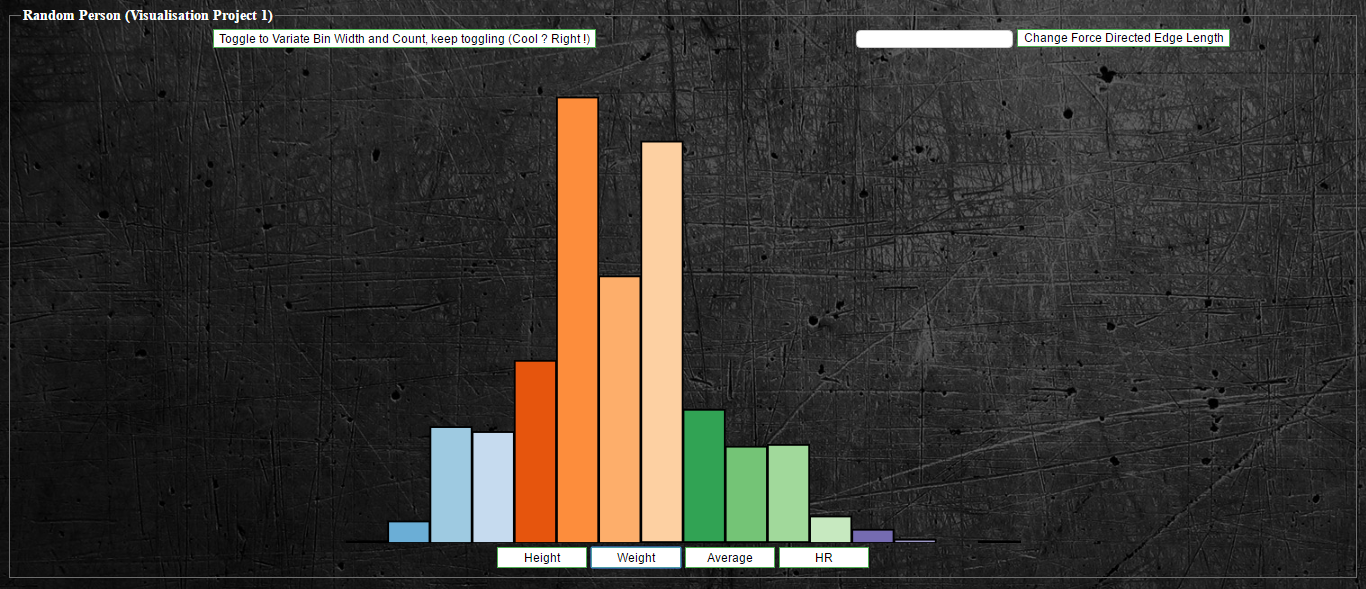 Random Person (Visualisation Project 1)
Toggle to Variate Bin Width and Count, keep toggling (Cool ? Right !)
Change Force Directed Edge Length
Height
Weight
Average
HR